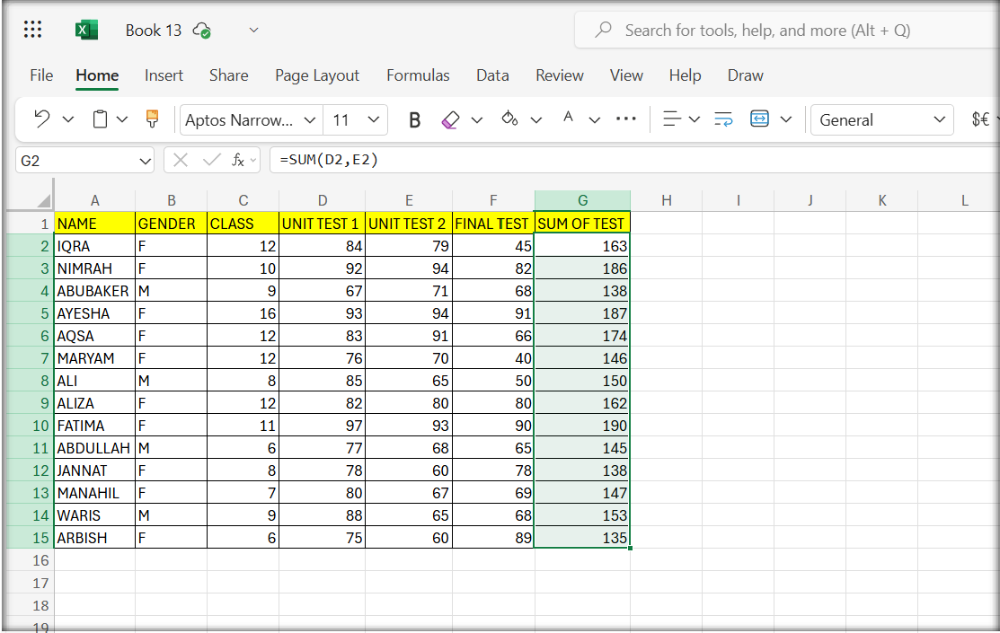 Book 13
Search for tools, help, and more (Alt + Q)
File Home Insert Share Page Layout Formulas Data Review View Help Draw
Aptos Narrow... 11 B A General $€
G2 fx =SUM(D2,E2)
A B C D E F G H I J K L
1 NAME GENDER CLASS UNIT TEST 1 UNIT TEST 2 FINAL TEST SUM OF TEST
2 IQRA F 12 84 79 45 163
3 NIMRAH F 10 92 94 82 186
4 ABUBAKER M 9 67 71 68 138
5 AYESHA F 16 93 94 91 187
6 AQSA F 12 83 91 66 174
7 MARYAM F 12 76 70 40 146
8 ALI M 8 85 65 50 150
9 ALIZA F 12 82 80 80 162
10 FATIMA F 11 97 93 90 190
11 ABDULLAH M 6 77 68 65 145
12 JANNAT F 8 78 60 78 138
13 MANAHIL F 7 80 67 69 147
14 WARIS M 9 88 65 68 153
15 ARBISH F 6 75 60 89 135
16
17
18
19